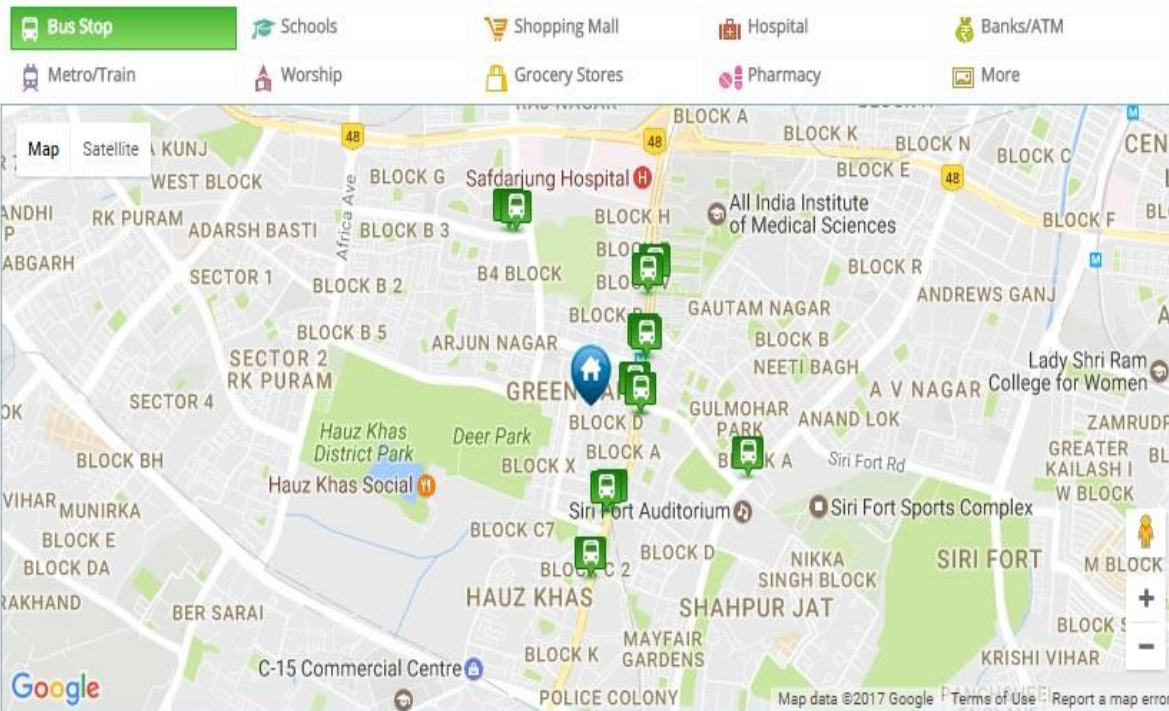 Bus Stop
Schools
Shopping Mall
Hospital
Banks/ATM
Metro/Train
Worship
Grocery Stores
Pharmacy
More
Map
Satellite
KUNJ
48
48
BLOCK A
BLOCK K
BLOCK N
BLOCK C
CEN
BLOCK E
48
WEST BLOCK
BLOCK G
Safdarjung Hospital H
All India Institute
of Medical Sciences
RK PURAM
ADARSH BASTI
Africa Ave
BLOCK B 3
BLOCK H
BLOCK F
BL
ABGARH
SECTOR 1
BLOCK B 2
B4 BLOCK
BLOCK R
ANDREWS GANJ
GAUTAM NAGAR
BLOCK B 5
ARJUN NAGAR
BLOCK B
NEETI BAGH
SECTOR 2
RK PURAM
SECTOR 4
GREEN
Lady Shri Ram
College for Women
A V NAGAR
GULMOHAR
PARK
ANAND LOK
ZAMRUDP
BLOCK D
Hauz Khas
District Park
Deer Park
BLOCK A
BLOCK X
BLOCK BH
Siri Fort Rd
GREATER
KAILASH I
W BLOCK
BL
Hauz Khas Social
VIHAR
MUNIRKA
Siri Fort Auditorium
Siri Fort Sports Complex
BLOCK E
BLOCK DA
BLOCK C7
BLOCK D
NIKKA
SINGH BLOCK
SIRI FORT
M BLOCK
RAKHAND
BER SARAI
HAUZ KHAS
SHAHPUR JAT
BLOCK S
MAYFAIR
GARDENS
BLOCK K
KRISHI VIHAR
C-15 Commercial Centre
POLICE COLONY
Google
Map data ©2017 Google
Terms of Use
Report a map error